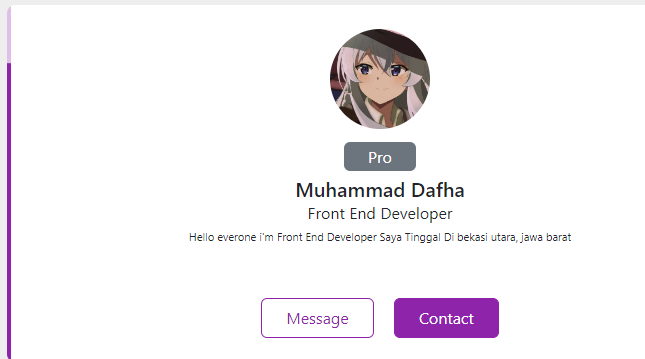 Pro
Muhammad Dafha
Front End Developer
Hello everone i'm Front End Developer Saya Tinggal Di bekasi utara, jawa barat
Message
Contact